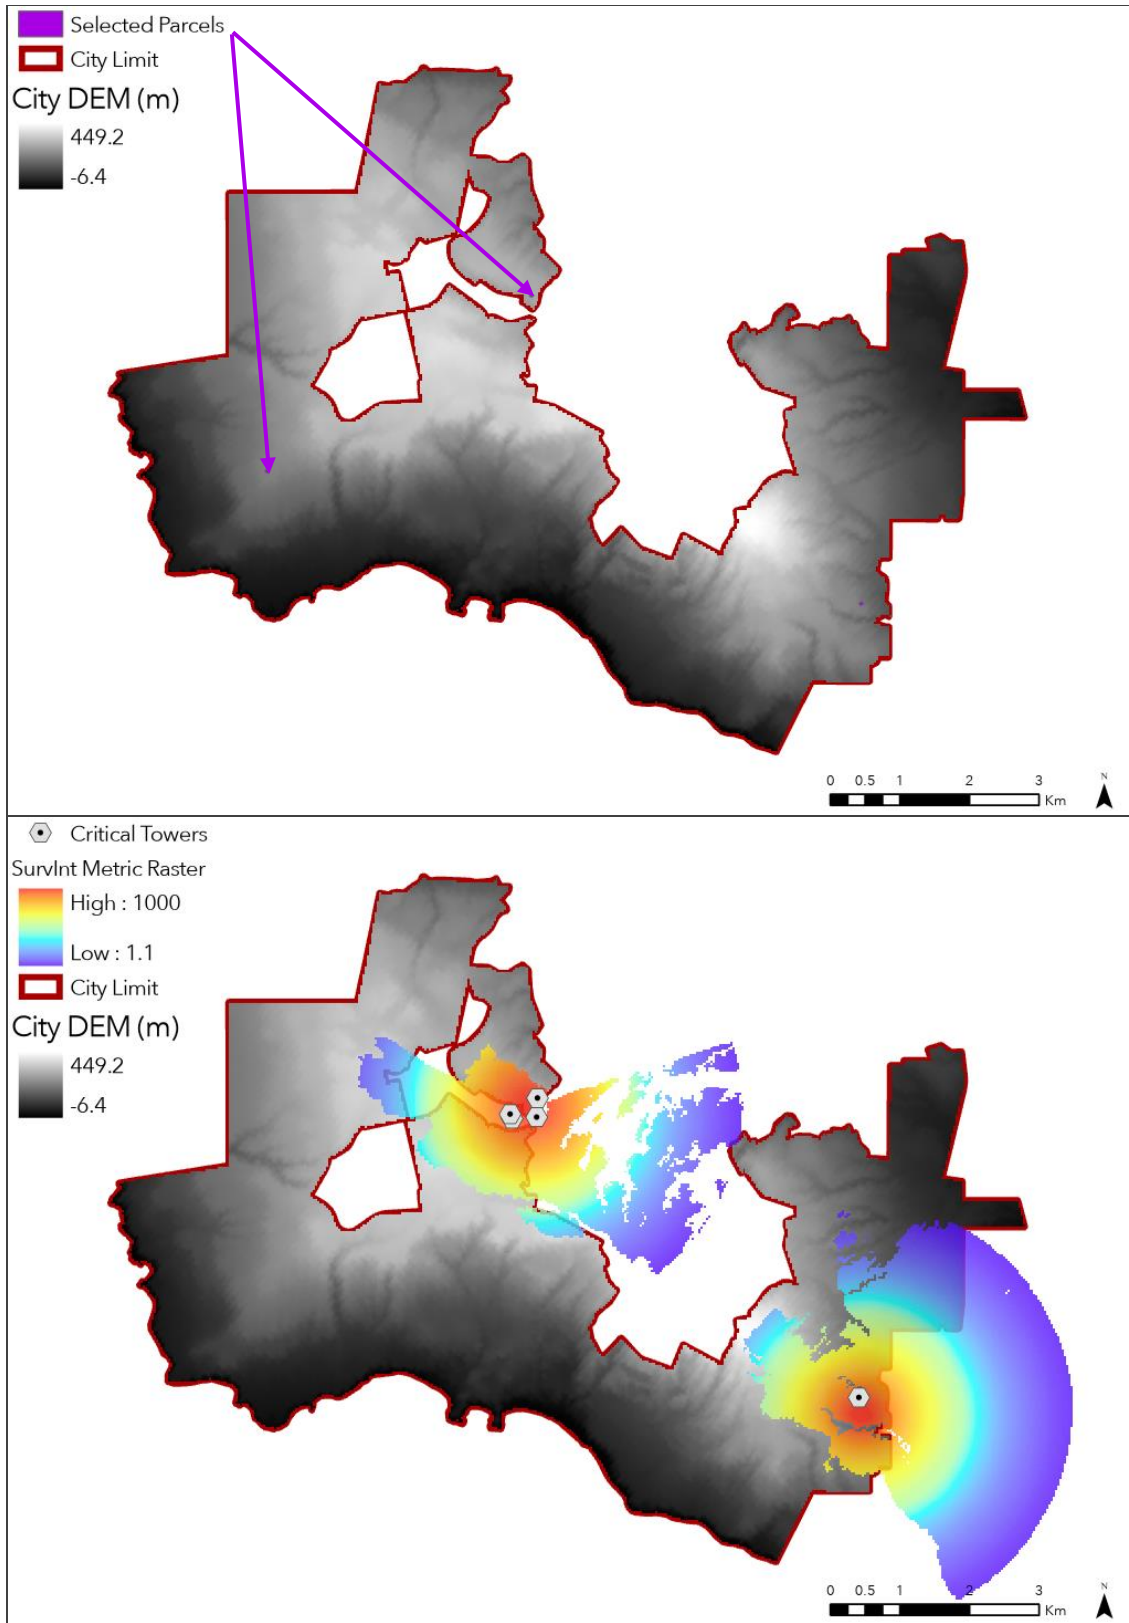 Selected Parcels
City Limit
City DEM (m)
449.2
-6.4
0 0.5 1 2 3
Km
N
Critical Towers
SurvInt Metric Raster
High : 1000
Low : 1.1
City Limit
City DEM (m)
449.2
-6.4
0 0.5 1 2 3
Km
N